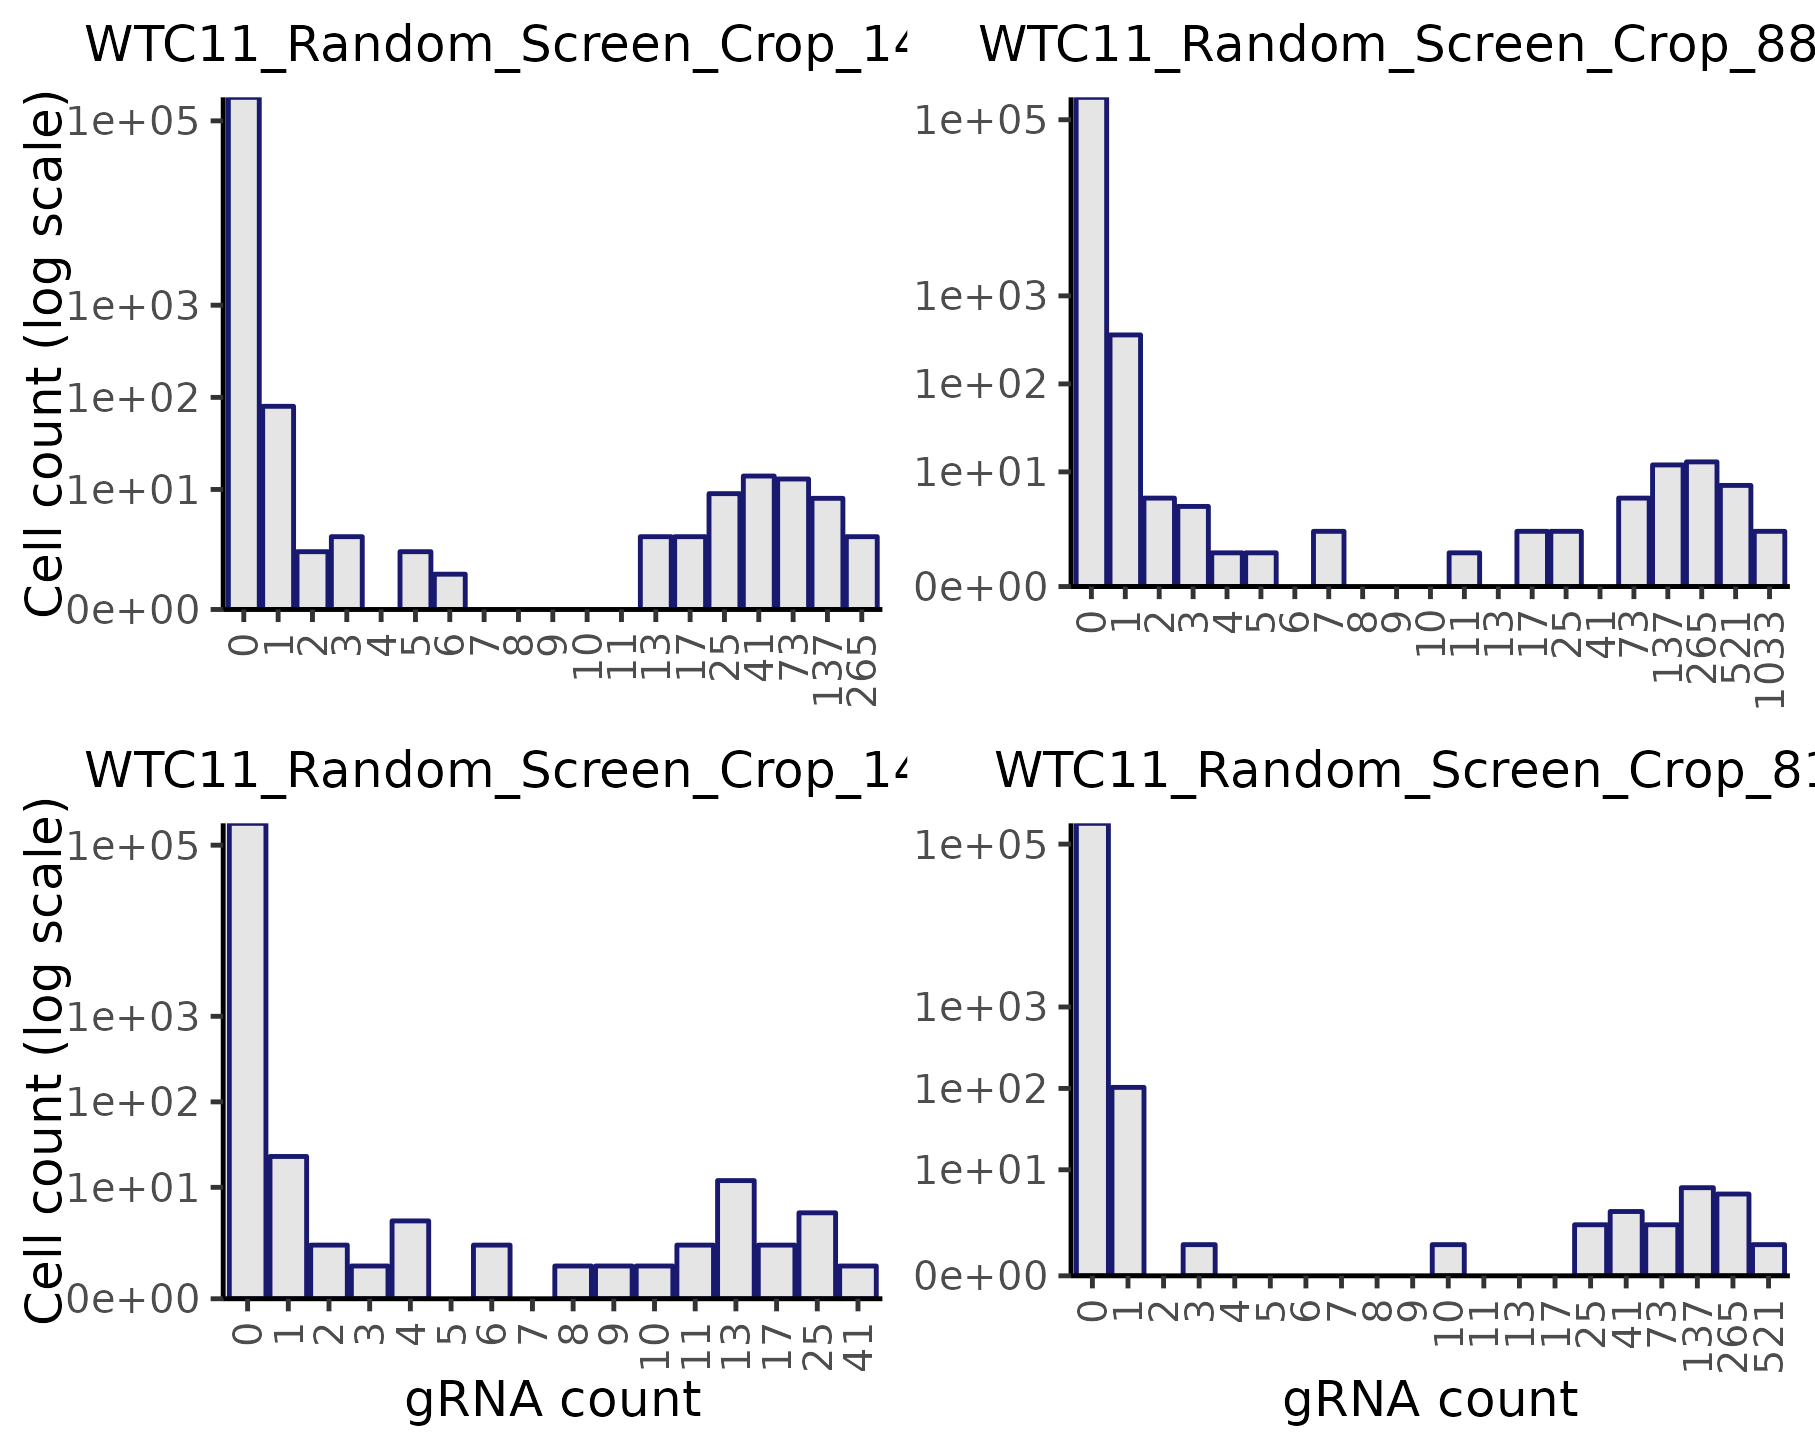 WTC11_Random_Screen_Crop_14
Cell count (log scale)
1e+05
1e+03
1e+02
1e+01
0e+00
0 1 2 3 4 5 6 7 8 9 10 11 13 17 25 41 73 137 265
WTC11_Random_Screen_Crop_88
1e+05
1e+03
1e+02
1e+01
0e+00
0 1 2 3 4 5 6 7 8 9 10 11 13 17 25 41 73 137 265 521 1033
WTC11_Random_Screen_Crop_14
Cell count (log scale)
1e+05
1e+03
1e+02
1e+01
0e+00
0 1 2 3 4 5 6 7 8 9 10 11 13 17 25 41
gRNA count
WTC11_Random_Screen_Crop_81
1e+05
1e+03
1e+02
1e+01
0e+00
0 1 2 3 4 5 6 7 8 9 10 11 13 17 25 41 73 137 265 521
gRNA count